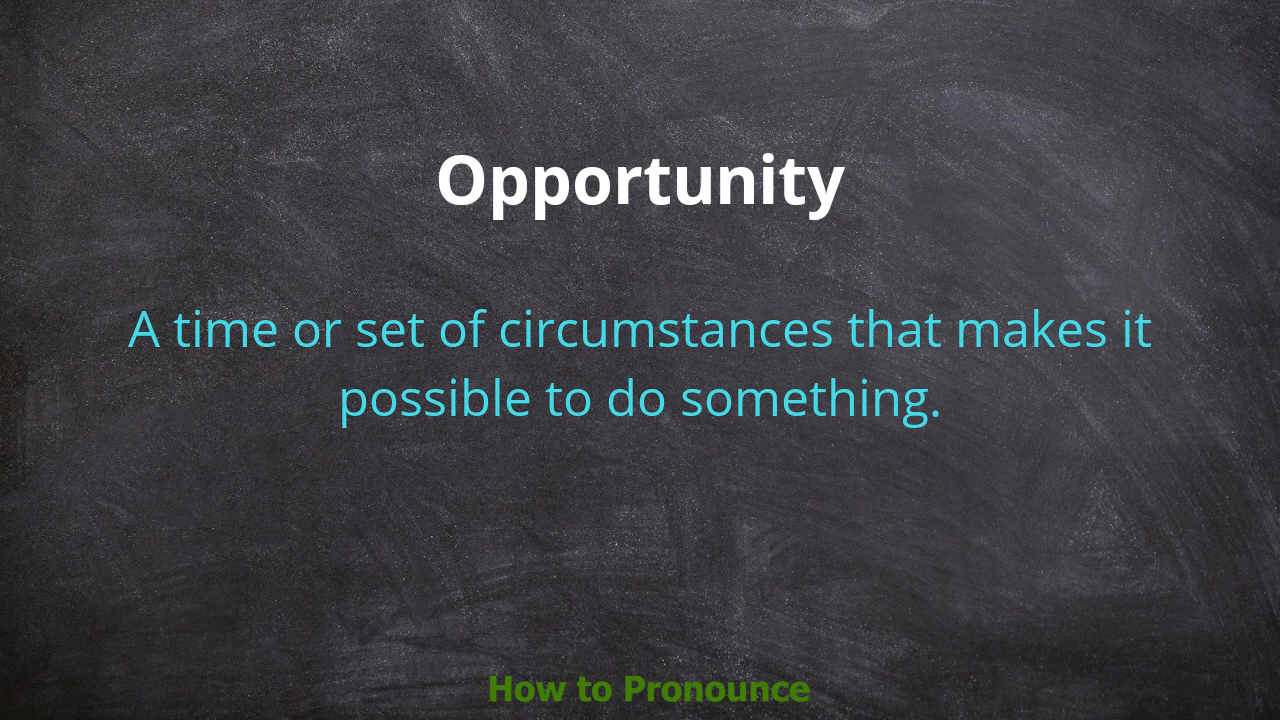 Opportunity
A time or set of circumstances that makes it
possible to do something.
How to Pronounce